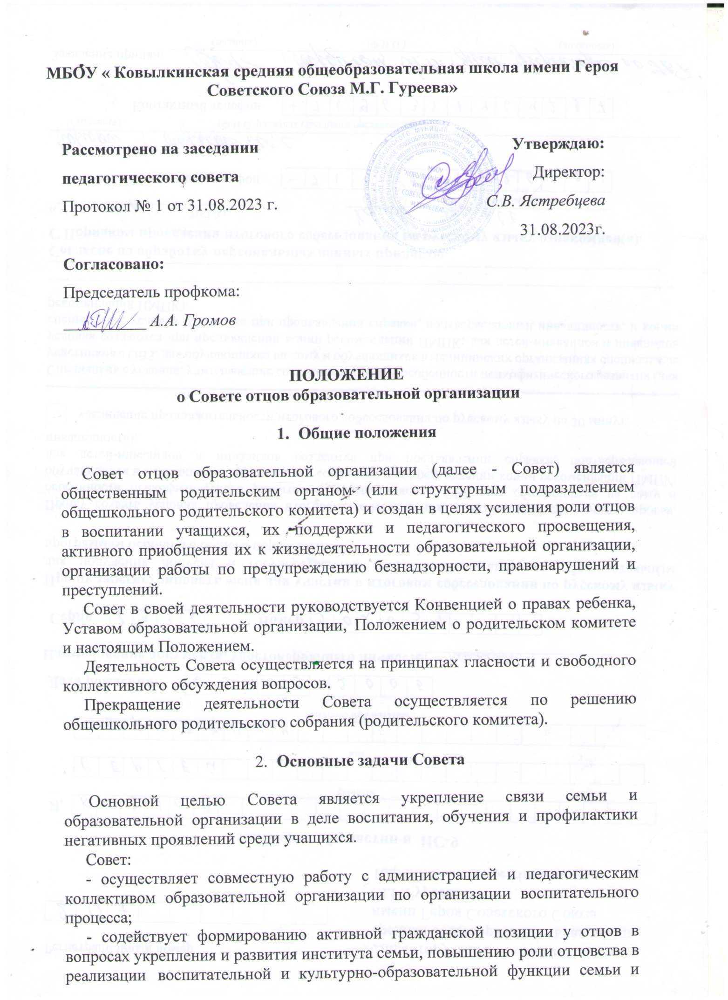 МБОУ « Ковылкинская средняя общеобразовательная школа имени Героя
Советского Союза М.Г. Гуреева»
Рассмотрено на заседании
педагогического совета
Протокол № 1 от 31.08.2023 г.
Утверждаю:
Директор:
С.В. Ястребцева
31.08.2023г.
МБОУ
"КОВЫЛКИНСКАЯ
ИМЕНИ ГЕРОЯ
СОВЕТСКОГО СОЮЗА
М.Г. ГУРЕЕВА"
Согласовано:
Председатель профкома:
А.А. Громов
ПОЛОЖЕНИЕ
о Совете отцов образовательной организации
1. Общие положения
Совет отцов образовательной организации (далее - Совет) является
общественным родительским органом (или структурным подразделением
общешкольного родительского комитета) и создан в целях усиления роли отцов
в воспитании учащихся, их поддержки и педагогического просвещения,
активного приобщения их к жизнедеятельности образовательной организации,
организации работы по предупреждению безнадзорности, правонарушений и
преступлений.
Совет в своей деятельности руководствуется Конвенцией о правах ребенка,
Уставом образовательной организации, Положением о родительском комитете
и настоящим Положением.
Деятельность Совета осуществляется на принципах гласности и свободного
коллективного обсуждения вопросов.
Прекращение деятельности Совета осуществляется по решению
общешкольного родительского собрания (родительского комитета).
2. Основные задачи Совета
Основной целью Совета является укрепление связи семьи и
образовательной организации в деле воспитания, обучения и профилактики
негативных проявлений среди учащихся.
Совет:
- осуществляет совместную работу с администрацией и педагогическим
коллективом образовательной организации по организации воспитательного
процесса;
- содействует формированию активной гражданской позиции у отцов в
вопросах укрепления и развития института семьи, повышению роли отцовства в
реализации воспитательной и культурно-образовательной функции семьи и